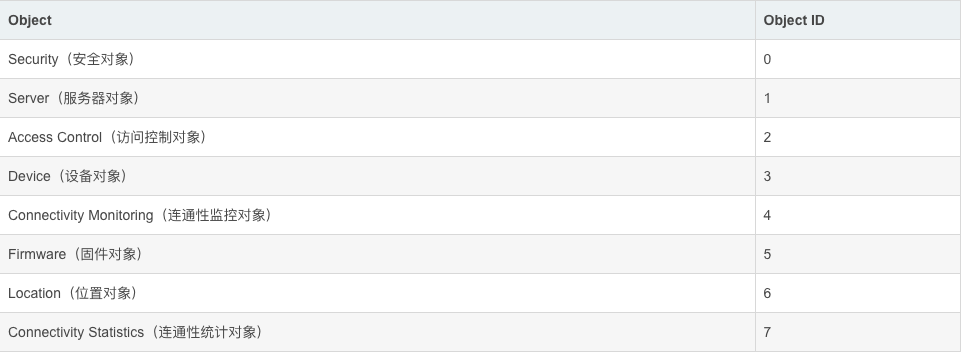 Object Object ID
Security（安全对象） 0
Server（服务器对象） 1
Access Control（访问控制对象） 2
Device（设备对象） 3
Connectivity Monitoring（连通性监控对象） 4
Firmware（固件对象） 5
Location（位置对象） 6
Connectivity Statistics（连通性统计对象） 7